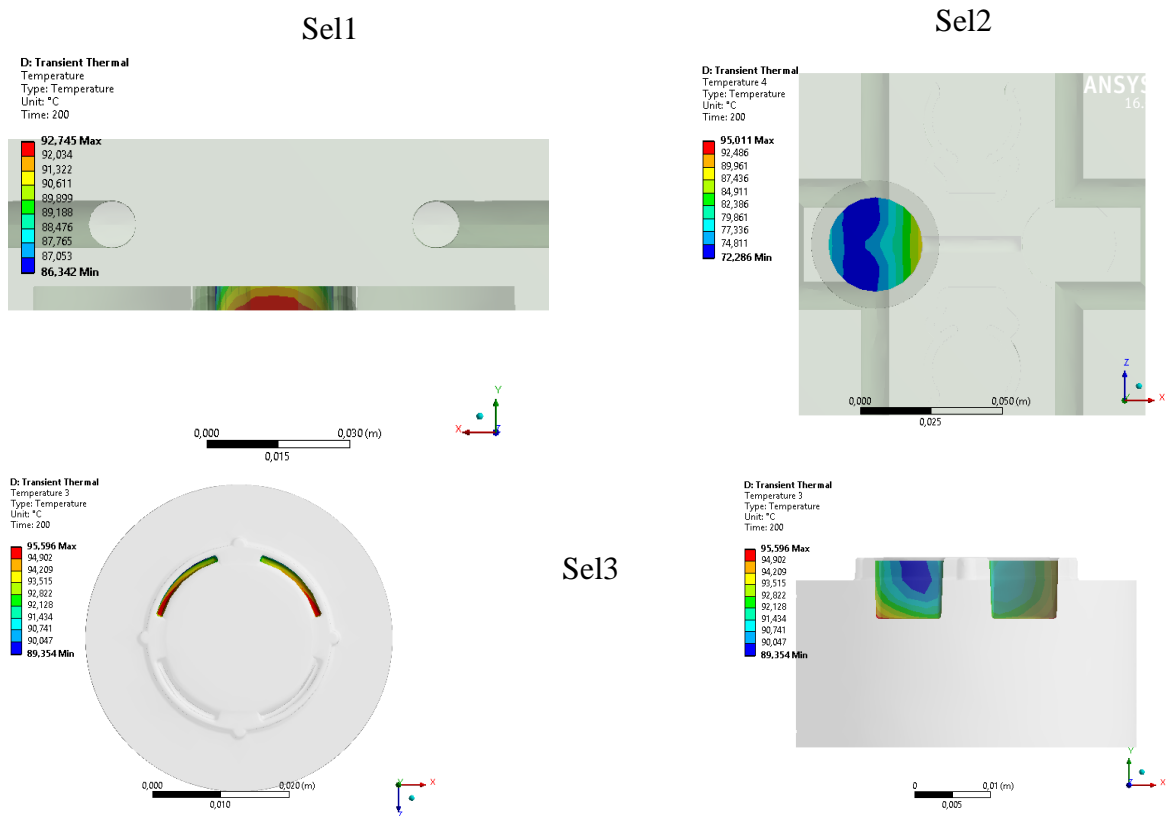 Sel1
D: Transient Thermal
Temperature
Type: Temperature
Unit: °C
Time: 200
92,745 Max
92,034
91,322
90,611
89,899
89,188
88,476
87,765
87,053
86,342 Min
Y
X
Z
0,000
0,030 (m)
0,015
Sel2
D: Transient Thermal
Temperature 4
Type: Temperature
Unit: °C
Time: 200
ANSYS
16.
95,011 Max
92,486
89,961
87,436
84,911
82,386
79,861
77,336
74,811
72,286 Min
Z
Y
X
0,000
0,050 (m)
0,025
D: Transient Thermal
Temperature 3
Type: Temperature
Unit: °C
Time: 200
95,596 Max
94,902
94,209
93,515
92,822
92,128
91,434
90,741
90,047
89,354 Min
0,000
0,020 (m)
0,010
Y
X
Z
Sel3
D: Transient Thermal
Temperature 3
Type: Temperature
Unit: °C
Time: 200
95,596 Max
94,902
94,209
93,515
92,822
92,128
91,434
90,741
90,047
89,354 Min
0
0,01 (m)
0,005
Y
X
Z